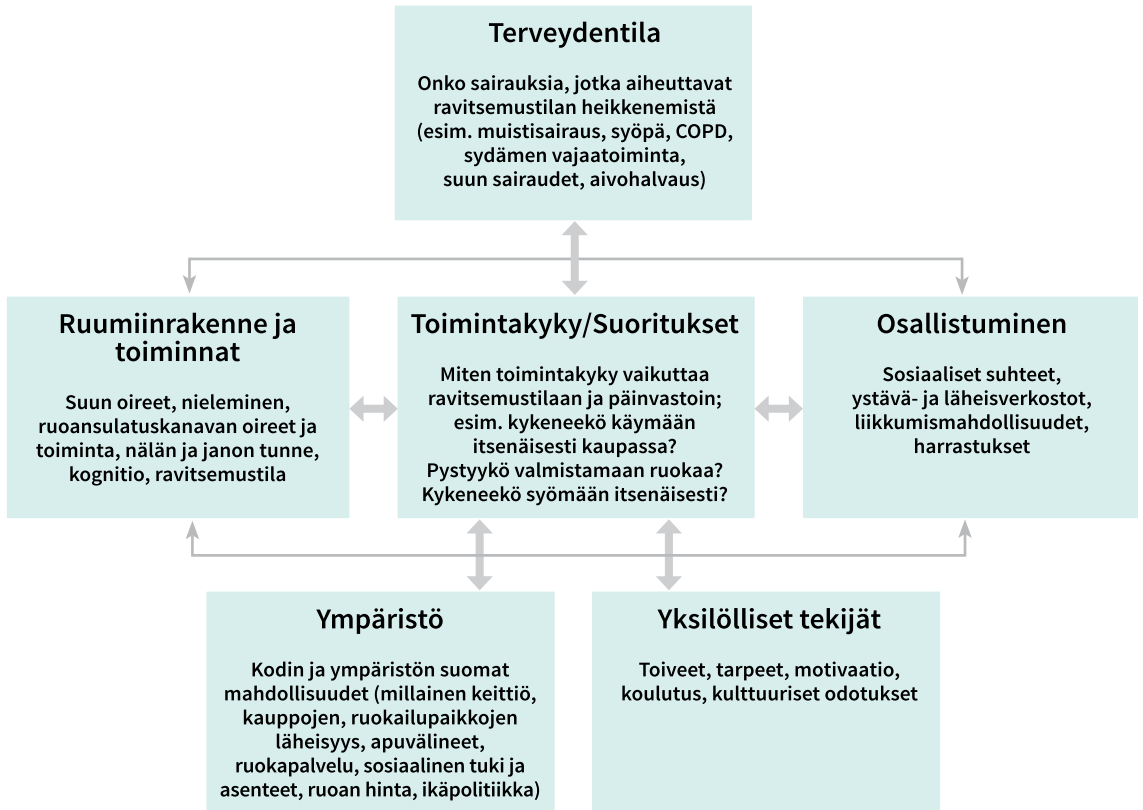 Terveydentila
Onko sairauksia, jotka aiheuttavat
ravitsemustilan heikkenemistä
(esim. muistisairaus, syöpä, COPD,
sydämen vajaatoiminta,
suun sairaudet, aivohalvaus)
Ruumiinrakenne ja
toiminnat
Suun oireet, nieleminen,
ruoansulatuskanavan oireet ja
toiminta, nälän ja janon tunne,
kognitio, ravitsemustila
Toimintakyky/Suoritukset
Miten toimintakyky vaikuttaa
ravitsemustilaan ja päinvastoin;
esim. kykeneekö käymään
itsenäisesti kaupassa?
Pystyykö valmistamaan ruokaa?
Kykeneekö syömään itsenäisesti?
Osallistuminen
Sosiaaliset suhteet,
ystävä- ja läheisverkostot,
liikkumismahdollisuudet,
harrastukset
Ympäristö
Kodin ja ympäristön suomat
mahdollisuudet (millainen keittiö,
kauppojen, ruokailupaikkojen
läheisyys, apuvälineet,
ruokapalvelu, sosiaalinen tuki ja
asenteet, ruoan hinta, ikäpolitiikka)
Yksilölliset tekijät
Toiveet, tarpeet, motivaatio,
koulutus, kulttuuriset odotukset